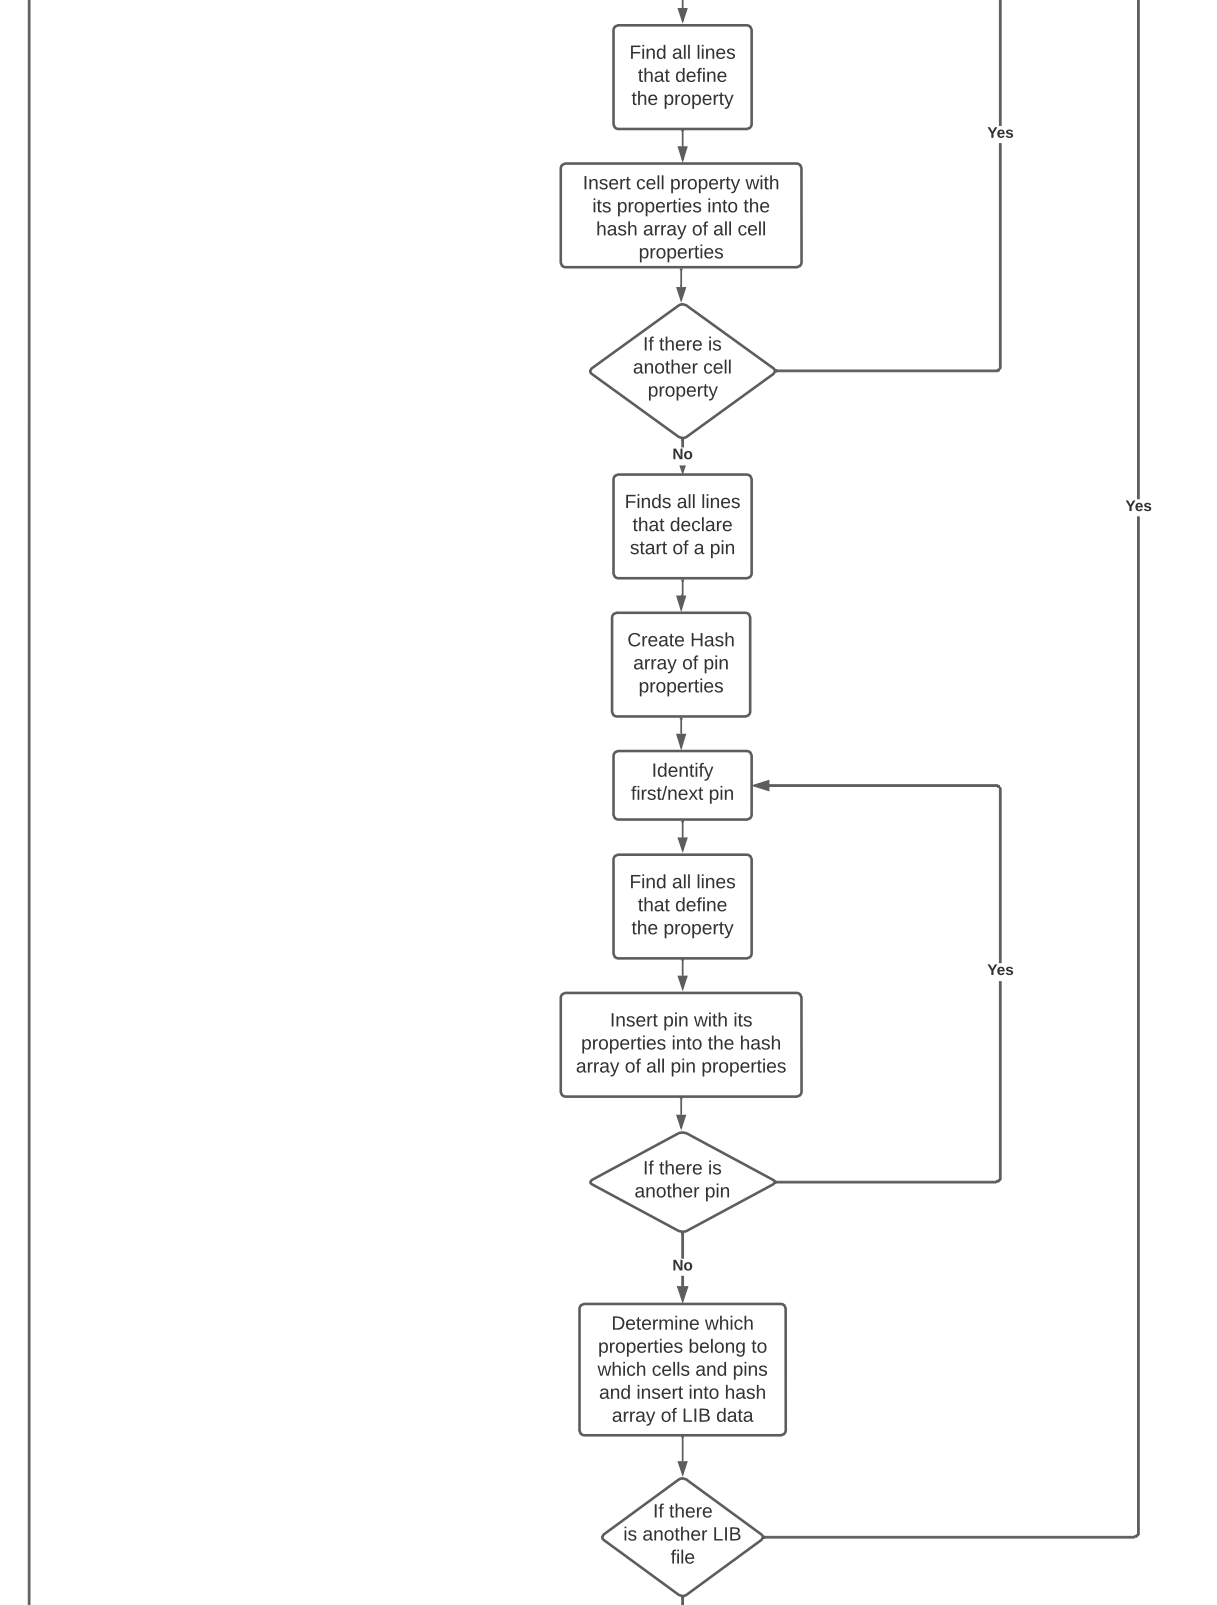 Find all lines
that define
the property
Yes
Insert cell property with
its properties into the
hash array of all cell
properties
If there is
another cell
property
No
Finds all lines
that declare
start of a pin
Yes
Create Hash
array of pin
properties
Identify
first/next pin
Find all lines
that define
the property
Yes
Insert pin with its
properties into the hash
array of all pin properties
If there is
another pin
No
Determine which
properties belong to
which cells and pins
and insert into hash
array of LIB data
If there
is another LIB
file